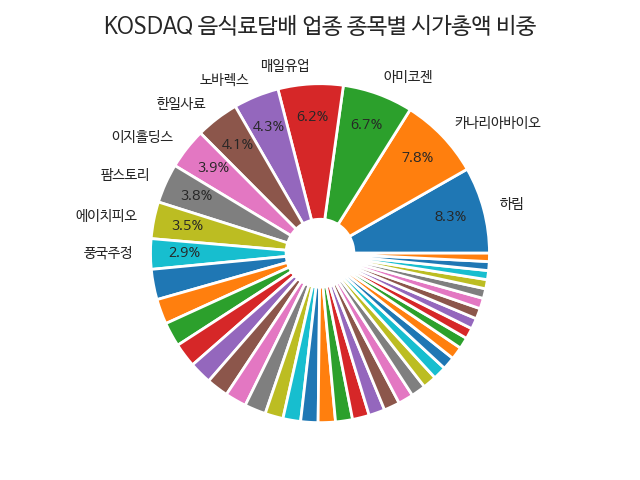 KOSDAQ 음식료담배 업종 종목별 시가총액 비중
하림
8.3%
카나리아바이오
7.8%
아미코젠
6.7%
매일유업
6.2%
노바렉스
4.3%
한일사료
4.1%
이지홀딩스
3.9%
팜스토리
3.8%
에이치피오
3.5%
풍국주정
2.9%